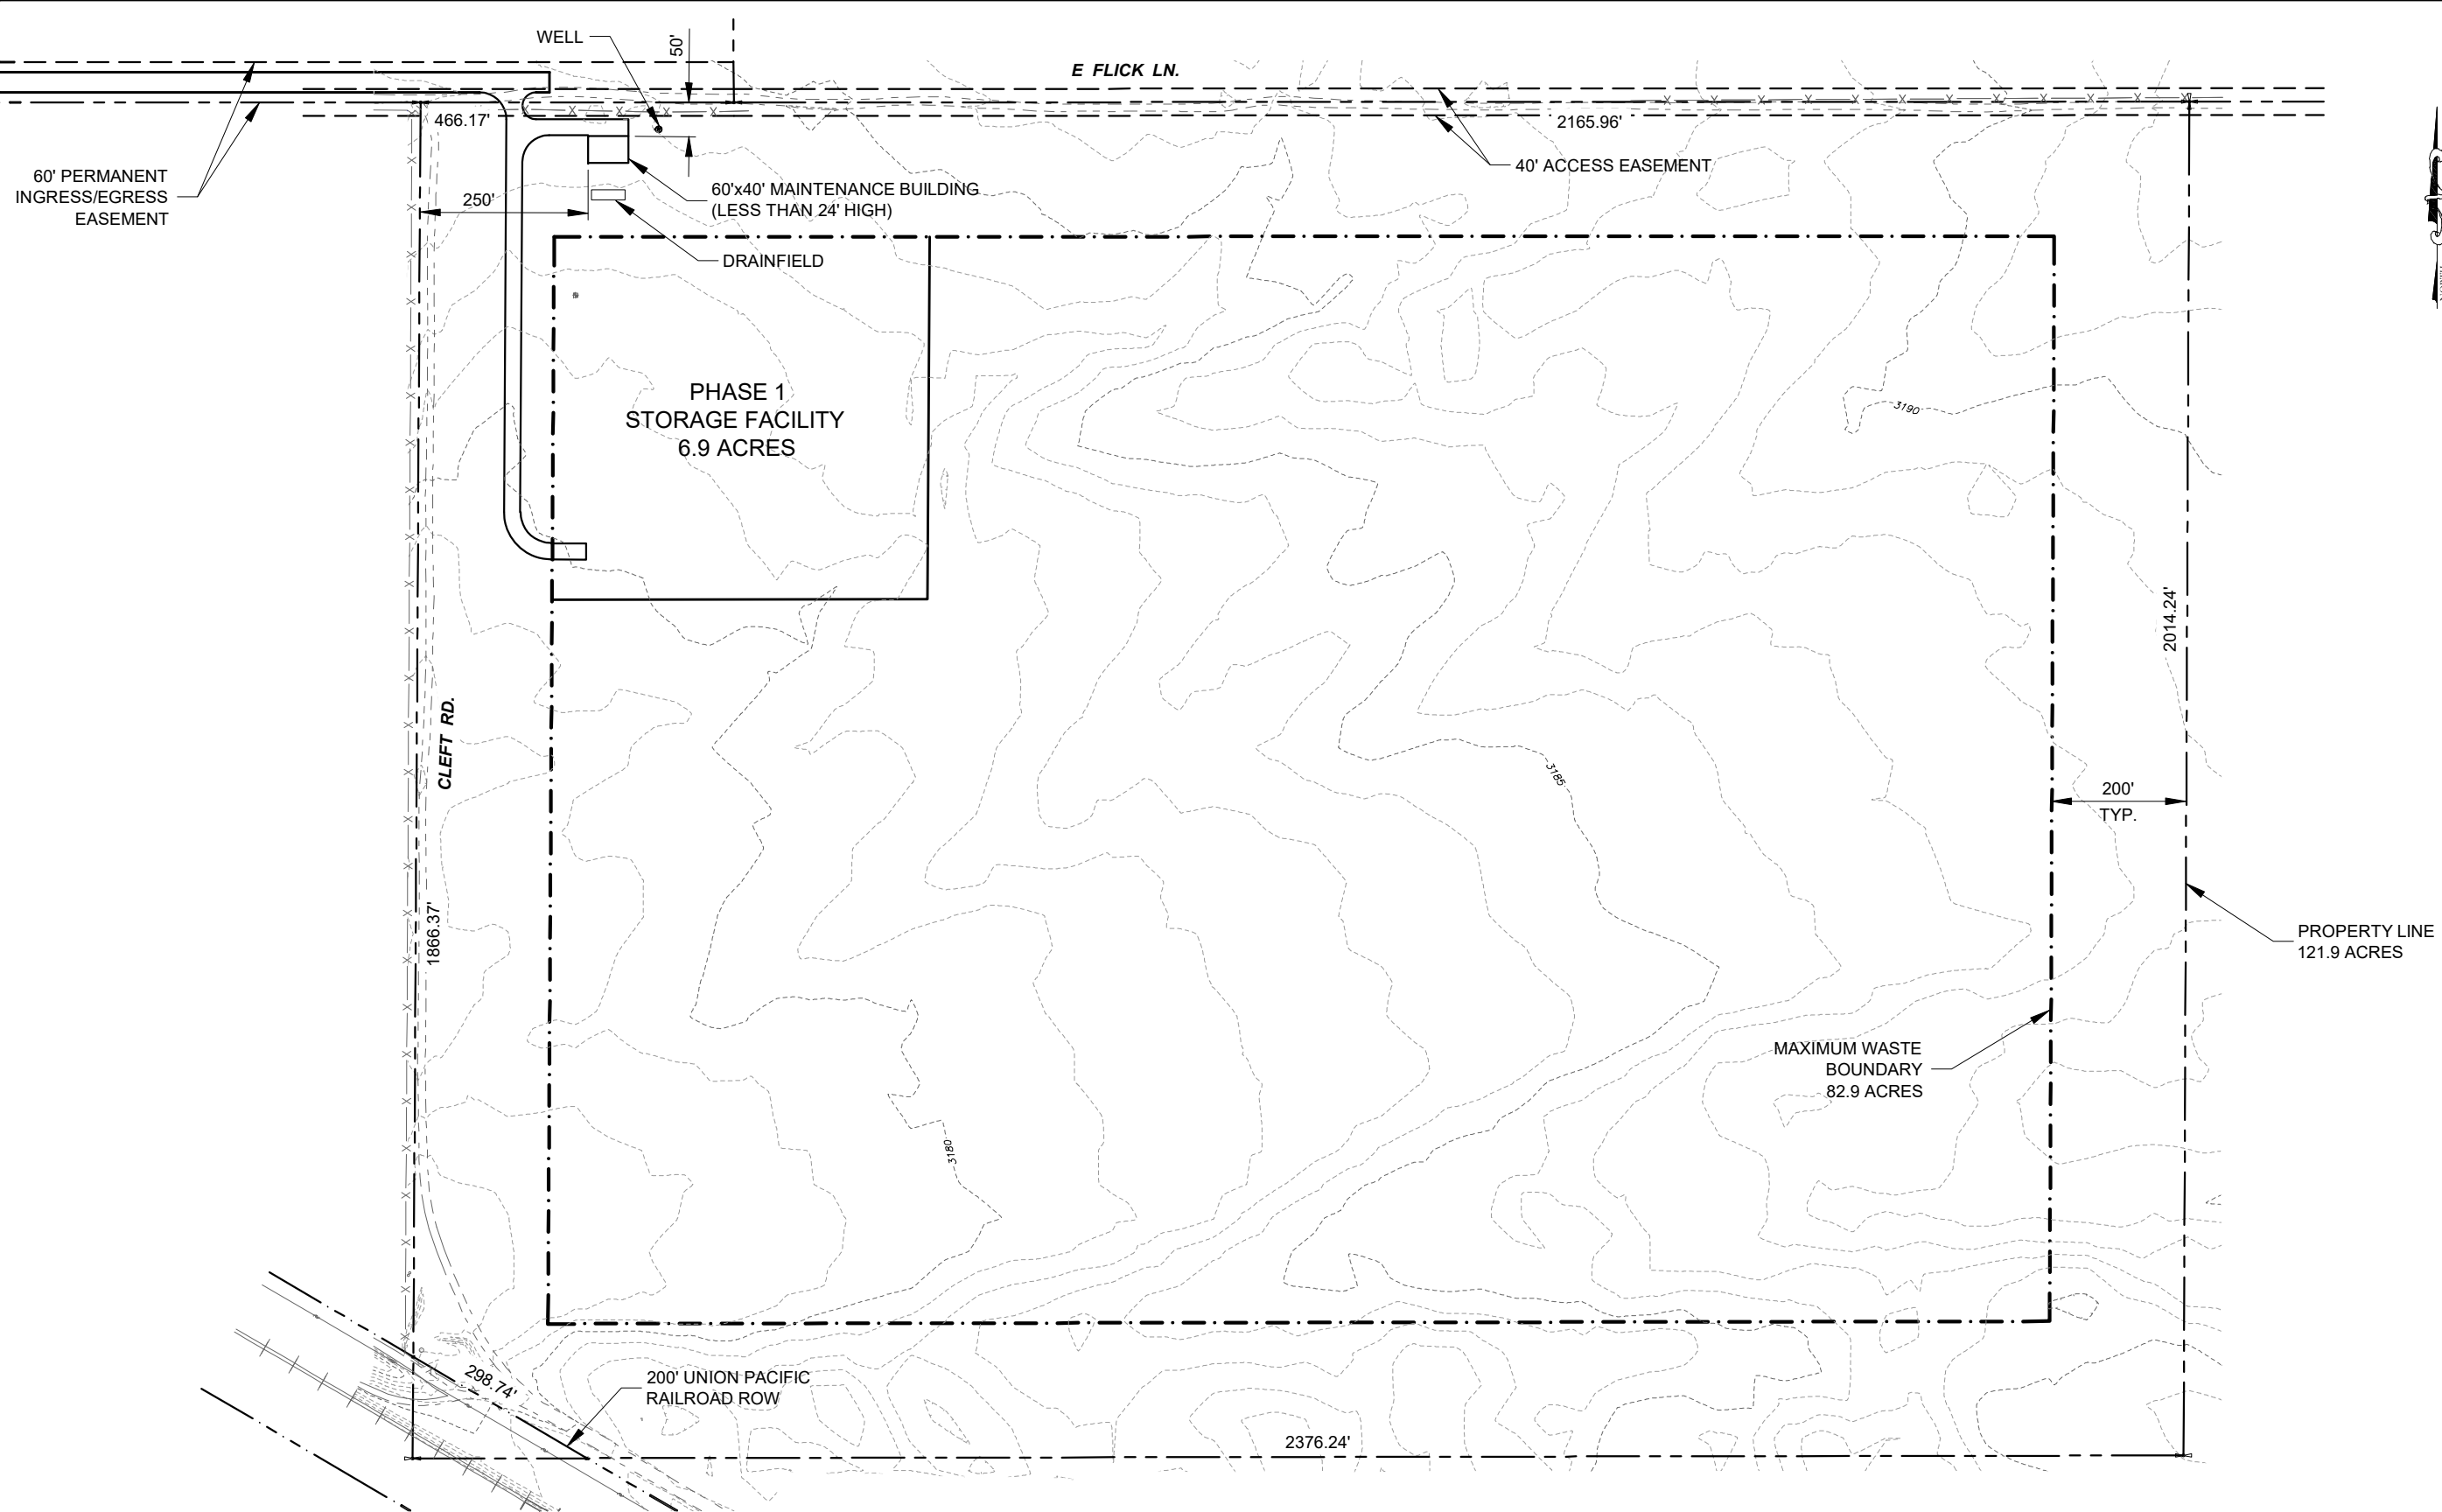 WELL
50'
E FLICK LN.
466.17'
2165.96'
60' PERMANENT
INGRESS/EGRESS
EASEMENT
40' ACCESS EASEMENT
250'
60'x40' MAINTENANCE BUILDING
(LESS THAN 24' HIGH)
DRAINFIELD
PHASE 1
STORAGE FACILITY
6.9 ACRES
3190
2014.24'
CLEFT RD.
3185
200'
TYP.
1866.37'
PROPERTY LINE
121.9 ACRES
MAXIMUM WASTE
BOUNDARY
82.9 ACRES
3180
298.74'
200' UNION PACIFIC
RAILROAD ROW
2376.24'